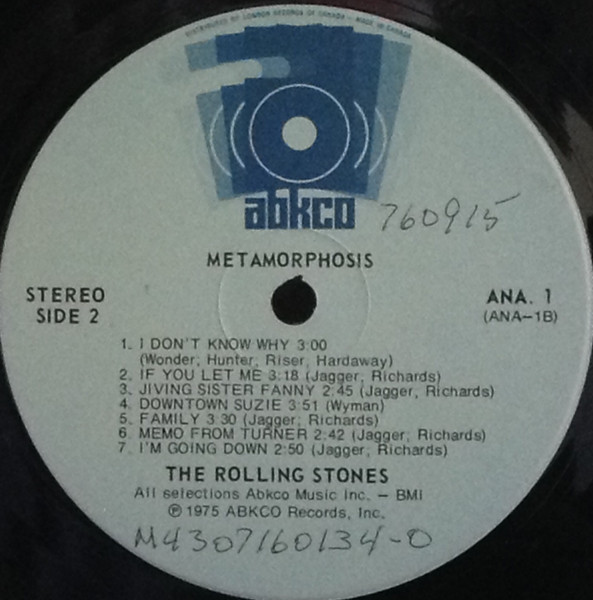 DISTRIBUTED BY LONDON RECORDS OF CANADA - MADE IN CANADA
abkco
760915
METAMORPHOSIS
STEREO
SIDE 2
ANA. 1
(ANA-1B)
1. I DON'T KNOW WHY 3:00
(Wonder; Hunter, Riser, Hardaway)
2. IF YOU LET ME 3:18 (Jagger; Richards)
3. JIVING SISTER FANNY 2:45 (Jagger; Richards)
4. DOWNTOWN SUZIE 3:51 (Wyman)
5. FAMILY 3:30 (Jagger; Richards)
6. MEMO FROM TURNER 2:42 (Jagger; Richards)
7. I'M GOING DOWN 2:50 (Jagger; Richards)
THE ROLLING STONES
All selections Abkco Music Inc. - BMI
℗ 1975 ABKCO Records, Inc.
M4307160134-0